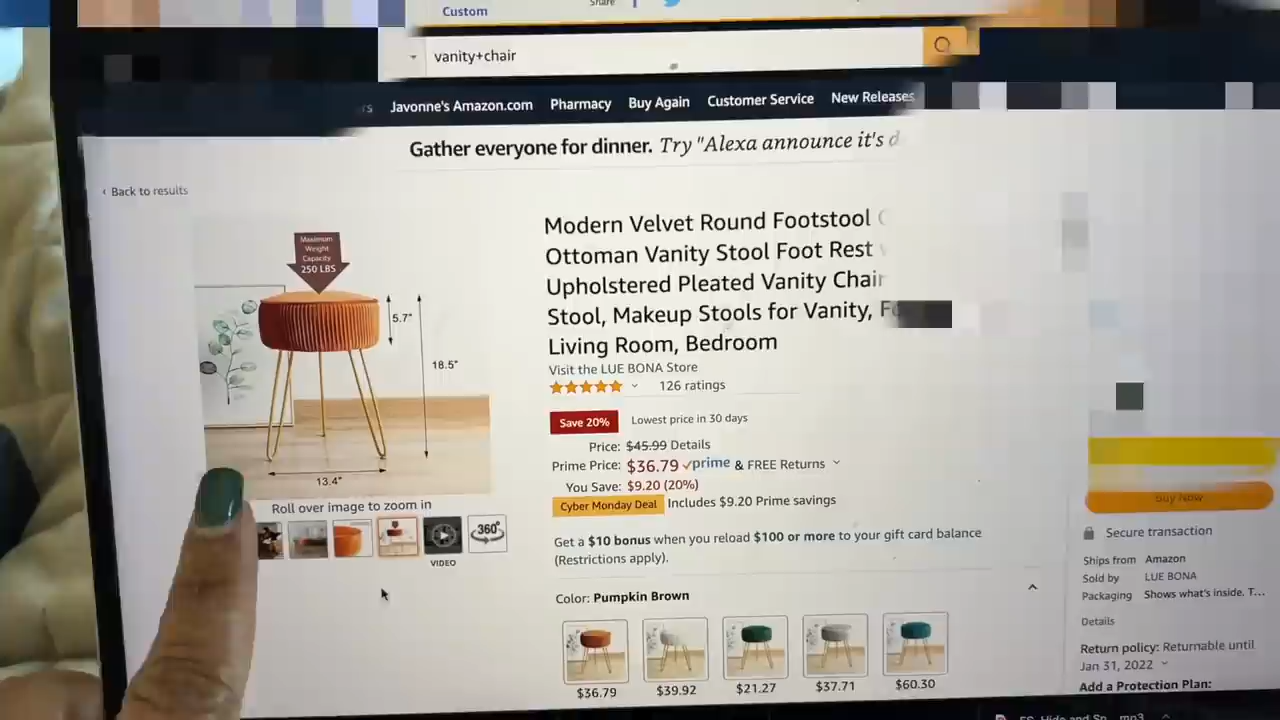 Share
Custom
vanity+chair
Javonne's Amazon.com Pharmacy Buy Again Customer Service New Releases
Gather everyone for dinner. Try "Alexa announce it's
‹ Back to results
Maximum
Weight
Capacity
250 LBS
5.7"
18.5"
13.4"
Roll over image to zoom in
VIDEO
360°
Modern Velvet Round Footstool
Ottoman Vanity Stool Foot Rest
Upholstered Pleated Vanity Chair
Stool, Makeup Stools for Vanity,
Living Room, Bedroom
Visit the LUE BONA Store
126 ratings
Save 20% Lowest price in 30 days
Price: $45.99 Details
Prime Price: $36.79 prime & FREE Returns
You Save: $9.20 (20%)
Cyber Monday Deal Includes $9.20 Prime savings
Get a $10 bonus when you reload $100 or more to your gift card balance
(Restrictions apply).
Color: Pumpkin Brown
$36.79 $39.92 $21.27 $37.71 $60.30
Buy Now
Secure transaction
Ships from Amazon
Sold by LUE BONA
Packaging Shows what's inside. T...
Details
Return policy: Returnable until
Jan 31, 2022
Add a Protection Plan: